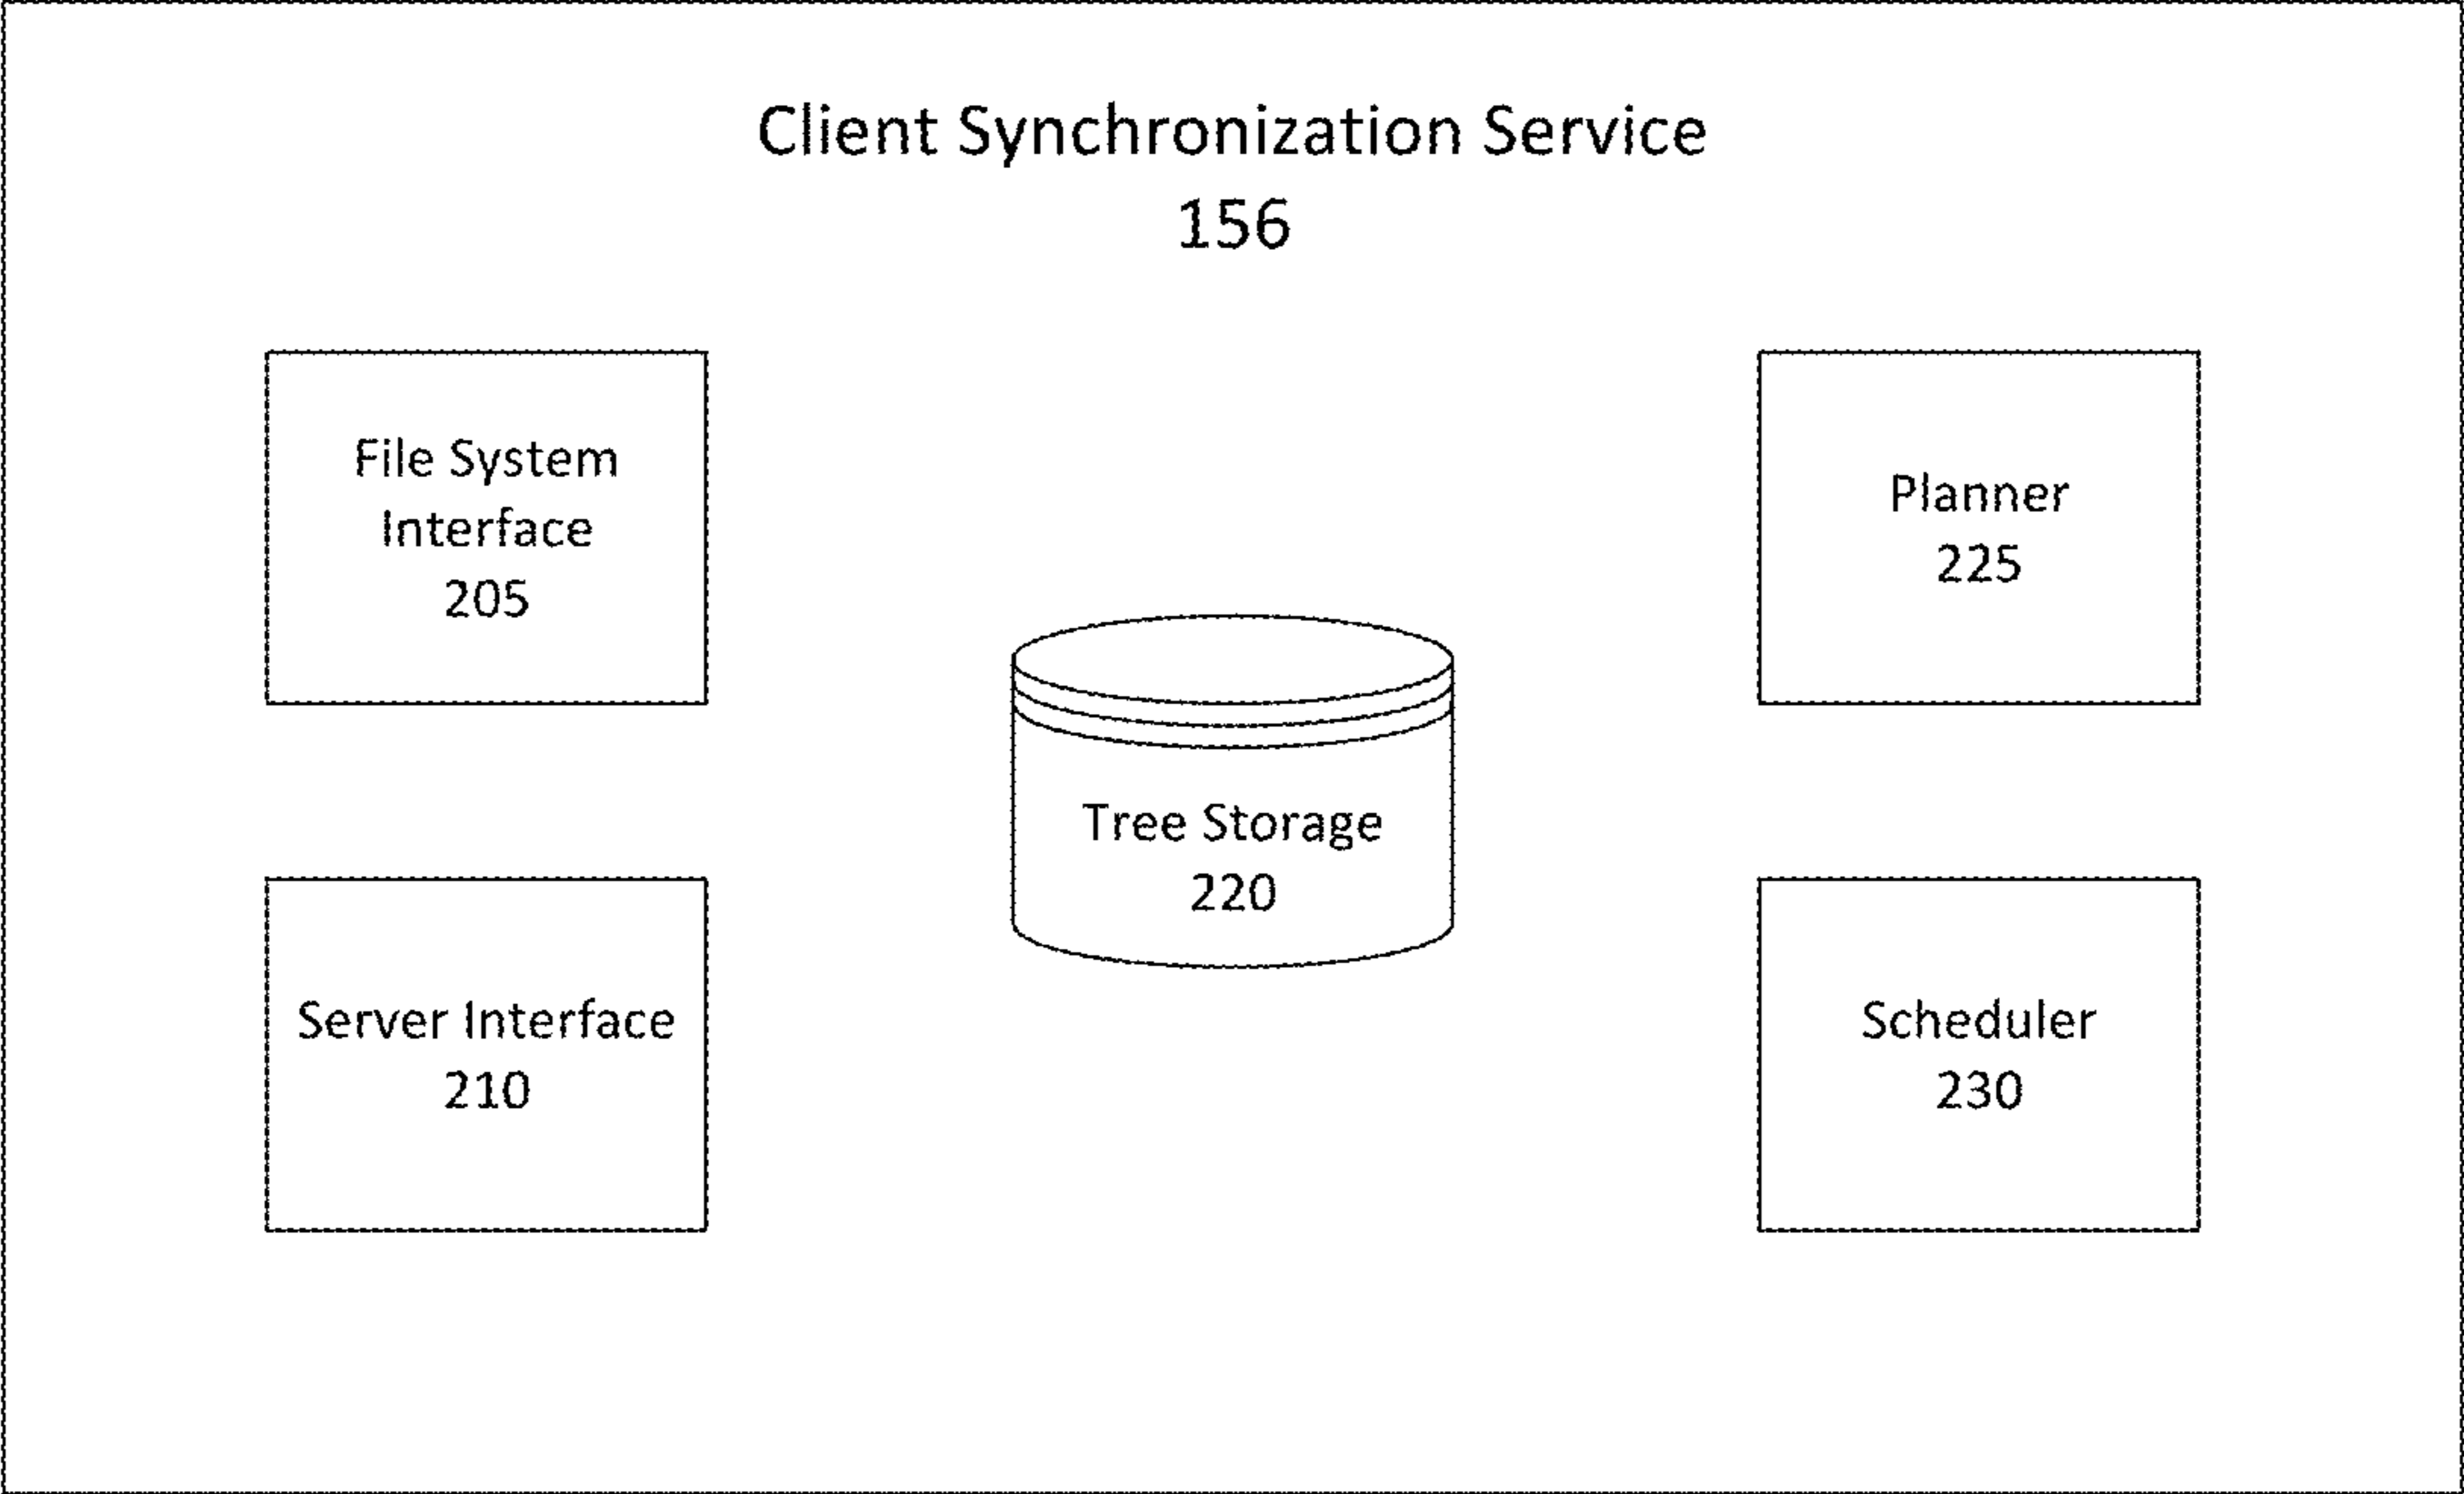 Client Synchronization Service
156
File System
Interface
205
Planner
225
Tree Storage
220
Server Interface
210
Scheduler
230